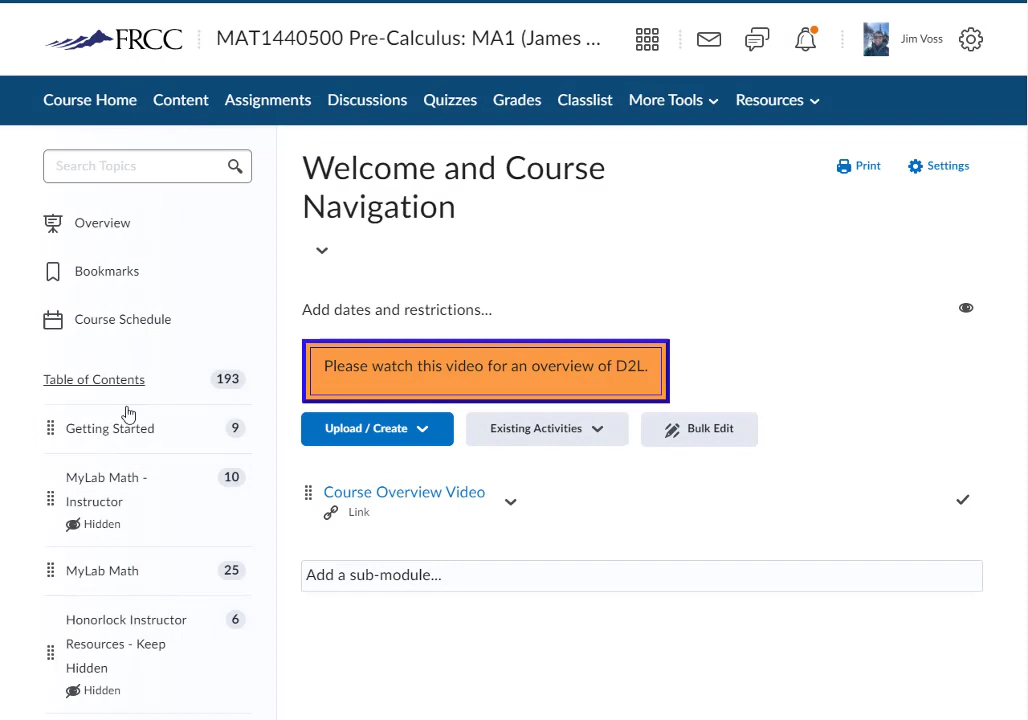 FRCC
MAT1440500 Pre-Calculus: MA1 (James ...
Jim Voss
Course Home Content Assignments Discussions Quizzes Grades Classlist More Tools Resources
Search Topics
Overview
Bookmarks
Course Schedule
Table of Contents 193
Getting Started 9
MyLab Math - 10
Instructor
Hidden
MyLab Math 25
Honorlock Instructor 6
Resources - Keep
Hidden
Hidden
Welcome and Course
Navigation
Print Settings
Add dates and restrictions...
Please watch this video for an overview of D2L.
Upload / Create Existing Activities Bulk Edit
Course Overview Video
Link
Add a sub-module...